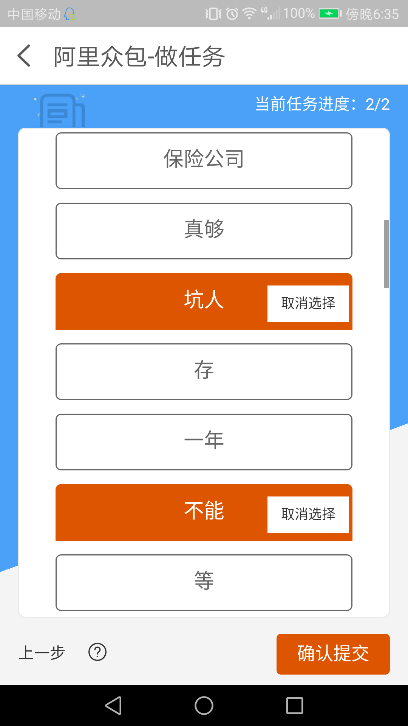 中国移动 100% 傍晚6:35
阿里众包-做任务
当前任务进度：2/2
保险公司
真够
坑人 取消选择
存
一年
不能 取消选择
等
上一步 ? 确认提交